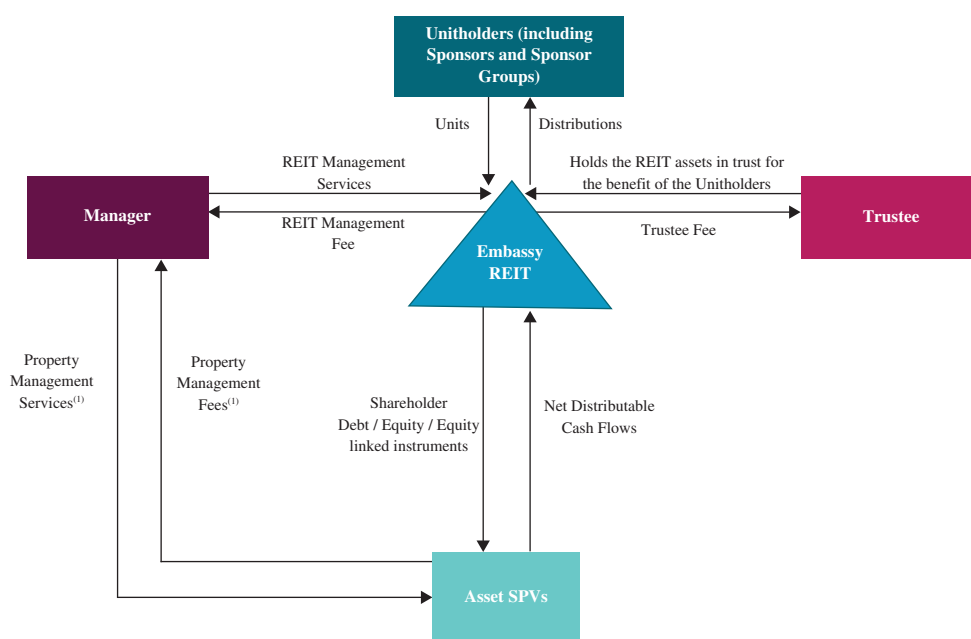 Unitholders (including
Sponsors and Sponsor
Groups)
Units
Distributions
REIT Management
Services
Holds the REIT assets in trust for
the benefit of the Unitholders
Manager
REIT Management
Fee
Trustee Fee
Trustee
Embassy
REIT
Property
Management
Services(1)
Property
Management
Fees(1)
Shareholder
Debt / Equity / Equity
linked instruments
Net Distributable
Cash Flows
Asset SPVs